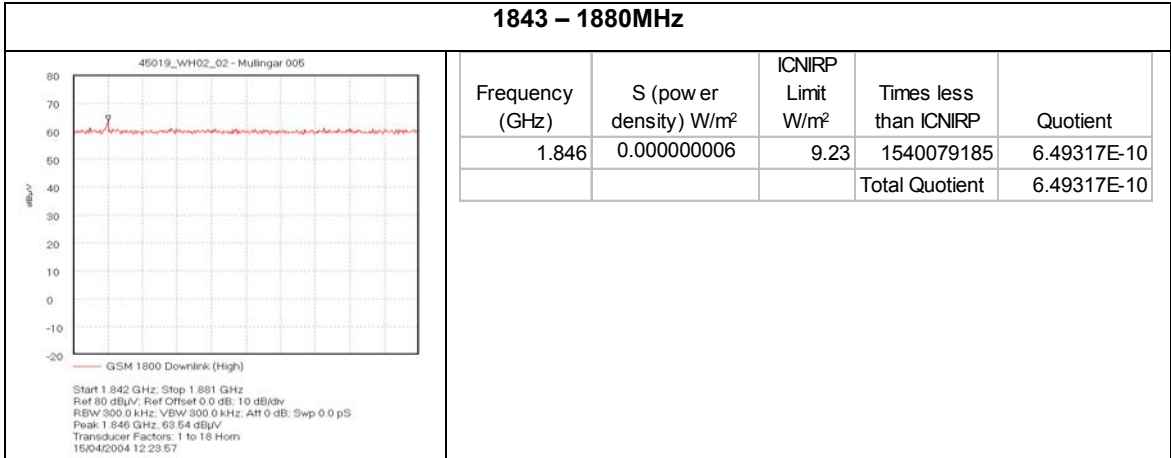 1843 – 1880MHz
45019_WH02_02 - Mullingar 005
80
70
60
50
40
30
20
10
0
-10
-20
dBµV
GSM 1800 Downlink (High)
Start 1.842 GHz; Stop 1.881 GHz
Ref 80 dBµV; Ref Offset 0.0 dB; 10 dB/div
RBW 300.0 kHz; VBW 300.0 kHz; Att 0 dB; Swp 0.0 pS
Peak 1.846 GHz, 63.54 dBµV
Transducer Factors: 1 to 18 Horn
15/04/2004 12:23:57
Frequency (GHz) S (pow er density) W/m² ICNIRP Limit W/m² Times less than ICNIRP Quotient
1.846 0.000000006 9.23 1540079185 6.49317E-10
Total Quotient 6.49317E-10